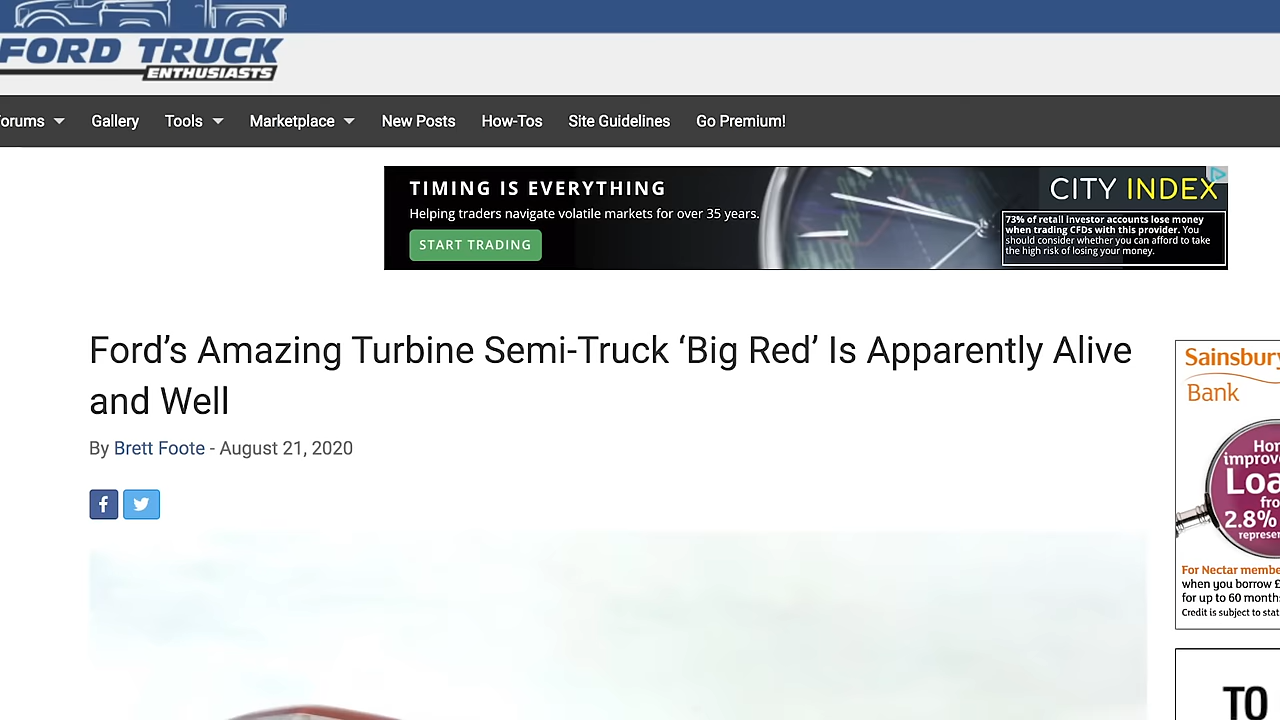 FORD TRUCK
ENTHUSIASTS
Forums
Gallery
Tools
Marketplace
New Posts
How-Tos
Site Guidelines
Go Premium!
TIMING IS EVERYTHING
Helping traders navigate volatile markets for over 35 years.
START TRADING
CITY INDEX
73% of retail investor accounts lose money
when trading CFDs with this provider. You
should consider whether you can afford to take
the high risk of losing your money.
Ford’s Amazing Turbine Semi-Truck ‘Big Red’ Is Apparently Alive
and Well
By Brett Foote - August 21, 2020
Sainsbury
Bank
Hom
improve
Loa
fro
2.8%
represen
For Nectar membe
when you borrow £
for up to 60 month
Credit is subject to stat
TO